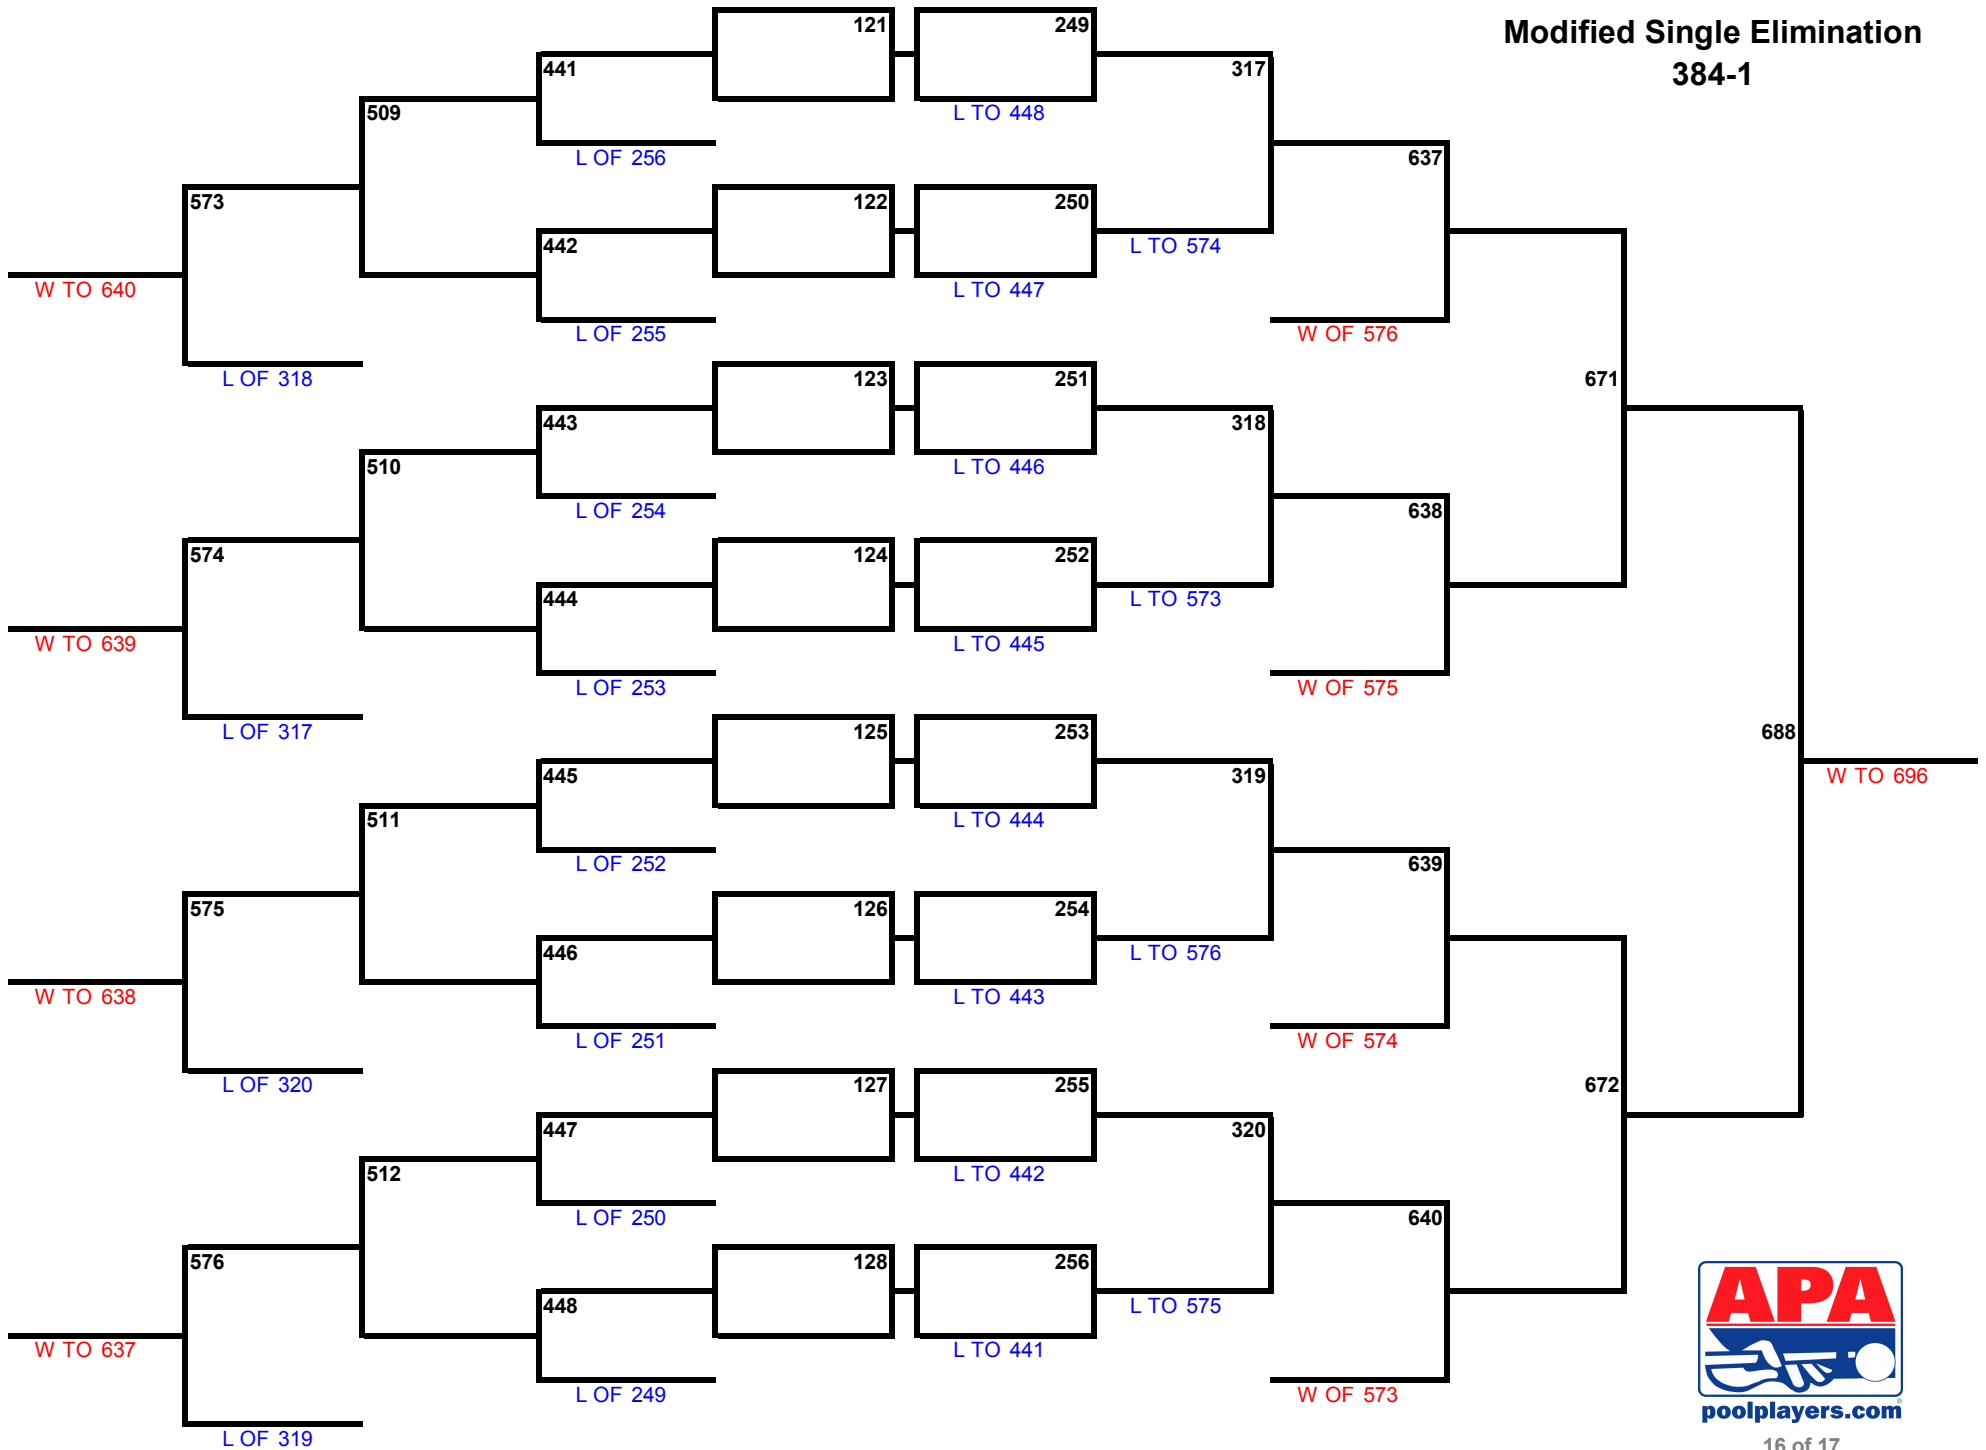 Modified Single Elimination
384-1
121
249
441
317
509
L TO 448
L OF 256
637
573
122
250
442
L TO 574
W TO 640
L TO 447
L OF 255
W OF 576
L OF 318
123
251
671
443
318
510
L TO 446
L OF 254
638
574
124
252
444
L TO 573
W TO 639
L TO 445
L OF 253
W OF 575
L OF 317
125
253
688
445
319
W TO 696
511
L TO 444
L OF 252
639
575
126
254
446
L TO 576
W TO 638
L TO 443
L OF 251
W OF 574
L OF 320
127
255
672
447
320
512
L TO 442
L OF 250
640
576
128
256
448
L TO 575
W TO 637
L TO 441
L OF 249
W OF 573
L OF 319
APA
poolplayers.com
16 of 17